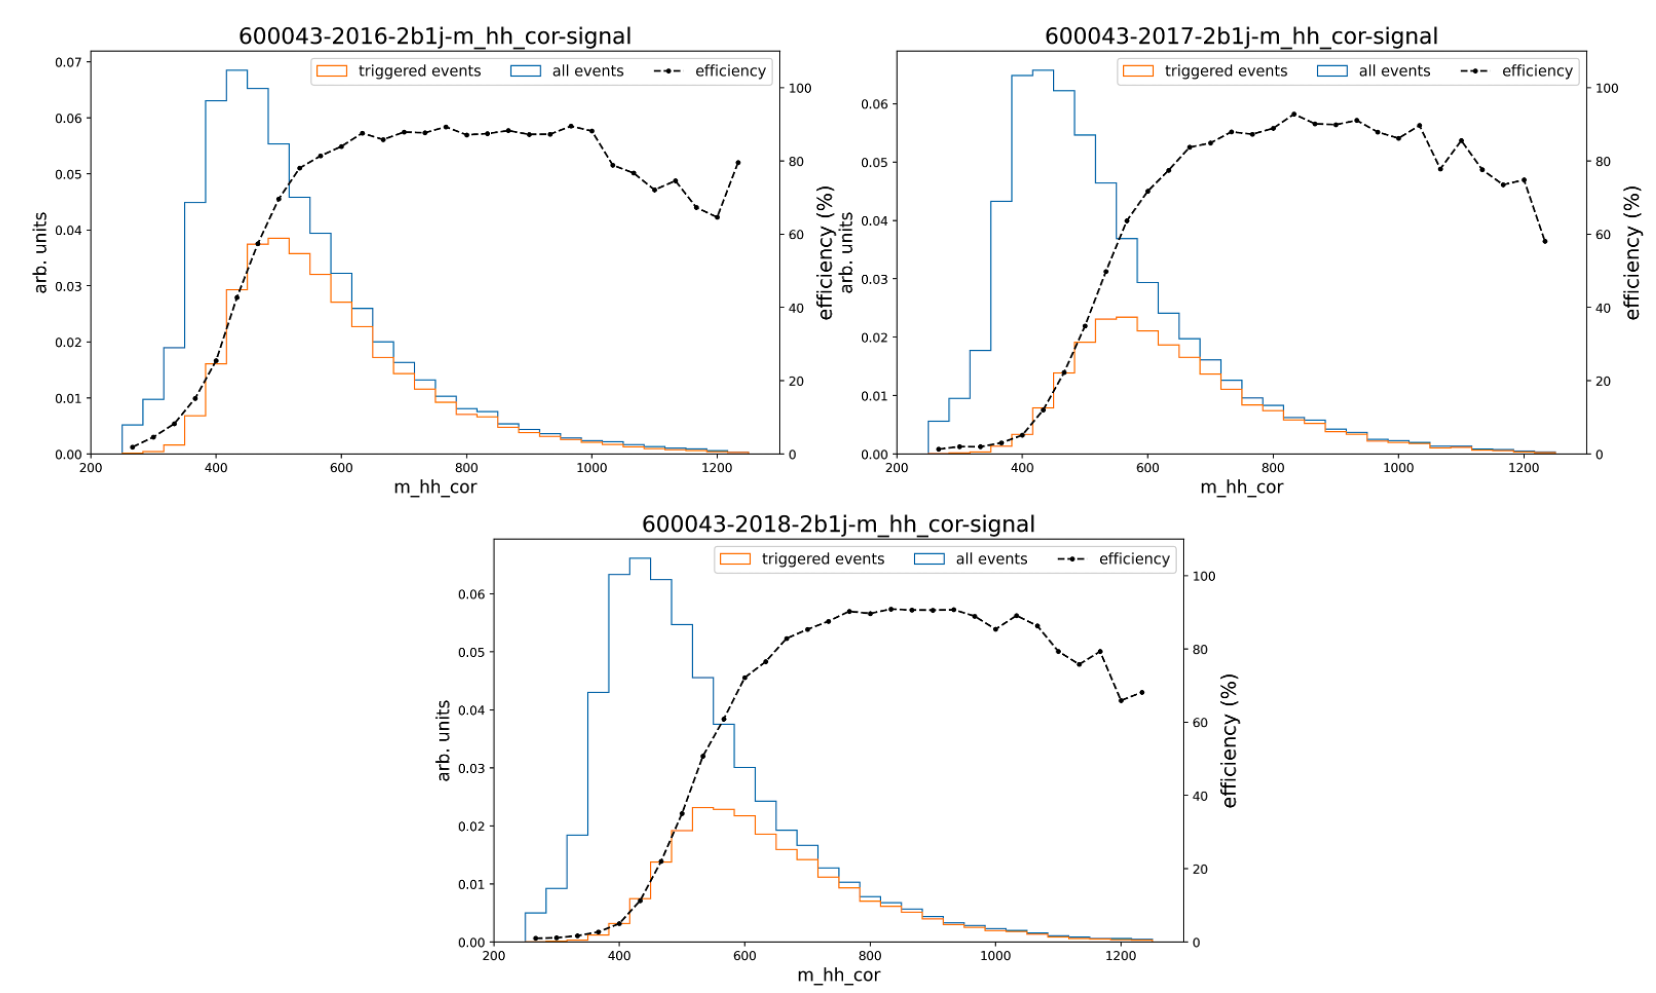 600043-2016-2b1j-m_hh_cor-signal
triggered events all events efficiency
0.07
0.06
0.05
0.04
0.03
0.02
0.01
0.00
arb. units
100
80
60
40
20
0
efficiency (%)
200 400 600 800 1000 1200
m_hh_cor
600043-2017-2b1j-m_hh_cor-signal
triggered events all events efficiency
0.06
0.05
0.04
0.03
0.02
0.01
0.00
arb. units
100
80
60
40
20
0
efficiency (%)
200 400 600 800 1000 1200
m_hh_cor
600043-2018-2b1j-m_hh_cor-signal
triggered events all events efficiency
0.06
0.05
0.04
0.03
0.02
0.01
0.00
arb. units
100
80
60
40
20
0
efficiency (%)
200 400 600 800 1000 1200
m_hh_cor